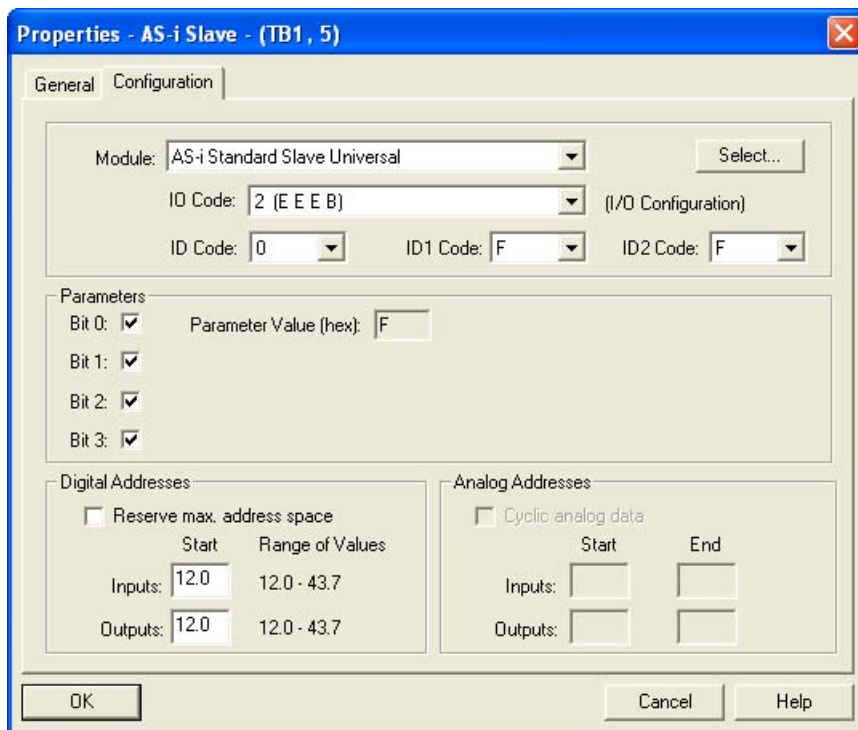 Properties - AS-i Slave - (TB1, 5)
General Configuration
Module: AS-i Standard Slave Universal Select...
IO Code: 2 (E E E B) (I/O Configuration)
ID Code: 0 ID1 Code: F ID2 Code: F
Parameters
Bit 0: Parameter Value (hex): F
Bit 1:
Bit 2:
Bit 3:
Digital Addresses Analog Addresses
Reserve max. address space Cyclic analog data
Start Range of Values Start End
Inputs: 12.0 12.0 - 43.7 Inputs:
Outputs: 12.0 12.0 - 43.7 Outputs:
OK Cancel Help